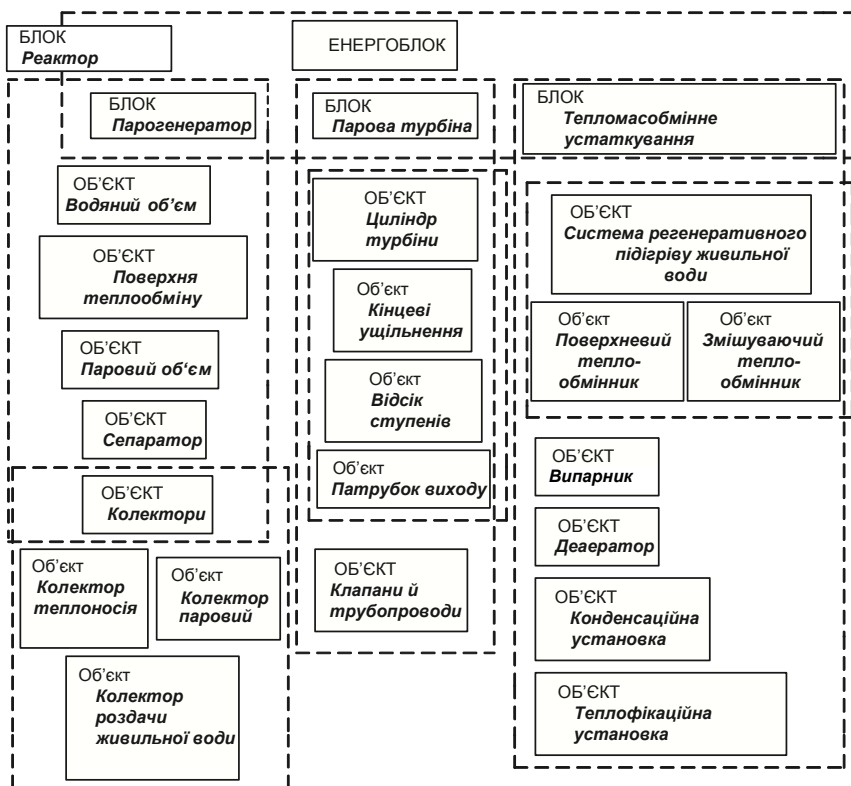 БЛОК
Реактор
ЕНЕРГОБЛОК
БЛОК
Парогенератор
БЛОК
Парова турбіна
БЛОК
Тепломасобмінне
устаткування
ОБ’ЄКТ
Водяний об’єм
ОБ’ЄКТ
Поверхня
теплообміну
ОБ’ЄКТ
Паровий об‘єм
ОБ’ЄКТ
Сепаратор
ОБ’ЄКТ
Колектори
Об’єкт
Колектор
теплоносія
Об’єкт
Колектор
паровий
Об’єкт
Колектор
роздачи
живильної води
ОБ’ЄКТ
Циліндр
турбіни
Об’єкт
Кінцеві
ущільнення
Об’єкт
Відсік
ступенів
Об’єкт
Патрубок виходу
ОБ’ЄКТ
Клапани й
трубопроводи
ОБ’ЄКТ
Система регенеративного
підігріву живильної
води
Об’єкт
Поверхневий
тепло-
обмінник
Об’єкт
Змішуваючий
тепло-
обмінник
ОБ’ЄКТ
Випарник
ОБ’ЄКТ
Деаератор
ОБ’ЄКТ
Конденсаційна
установка
ОБ’ЄКТ
Теплофікаційна
установка